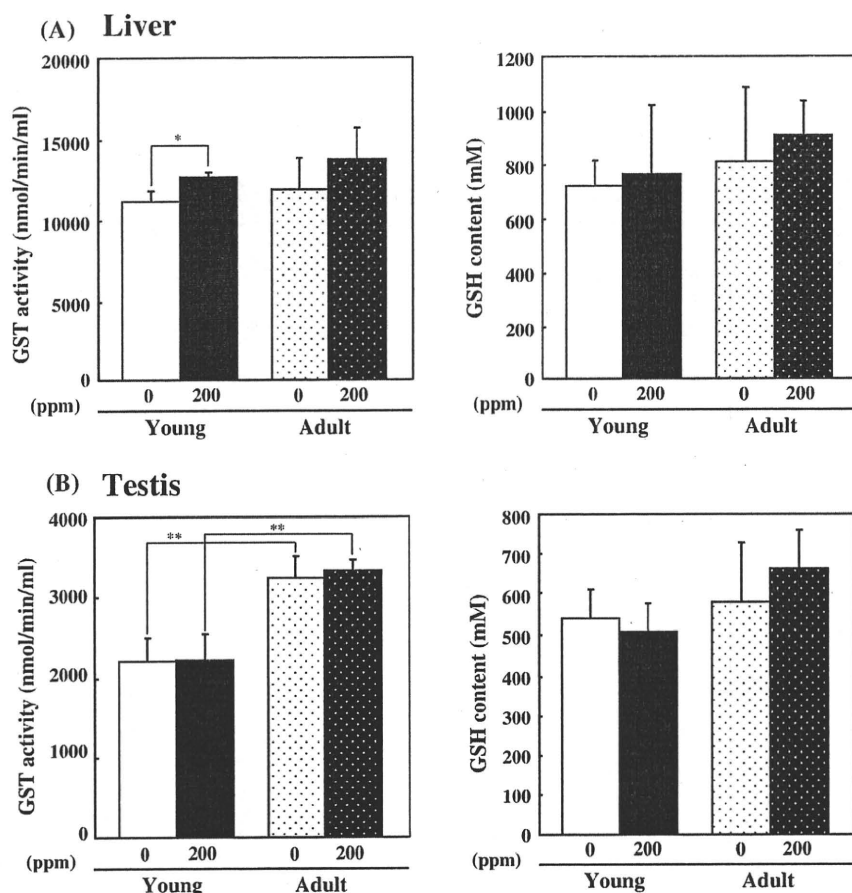 (A) Liver
20000
15000
10000
5000
0
GST activity (nmol/min/ml)
*
0 200 0 200
(ppm)
Young Adult
1200
1000
800
600
400
200
0
GSH content (mM)
0 200 0 200
(ppm)
Young Adult
(B) Testis
4000
3000
2000
1000
0
GST activity (nmol/min/ml)
** **
0 200 0 200
(ppm)
Young Adult
800
700
600
500
400
300
200
100
0
GSH content (mM)
0 200 0 200
(ppm)
Young Adult